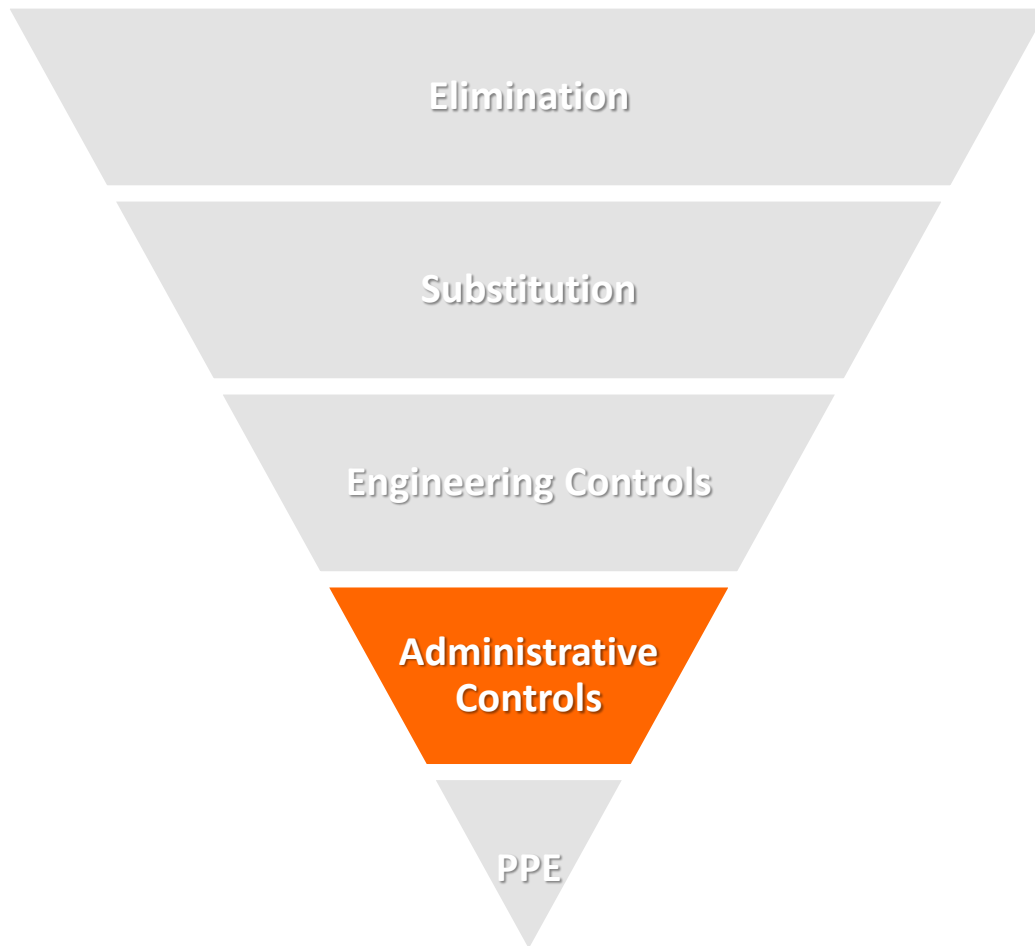 Elimination
Substitution
Engineering Controls
Administrative
Controls
PPE